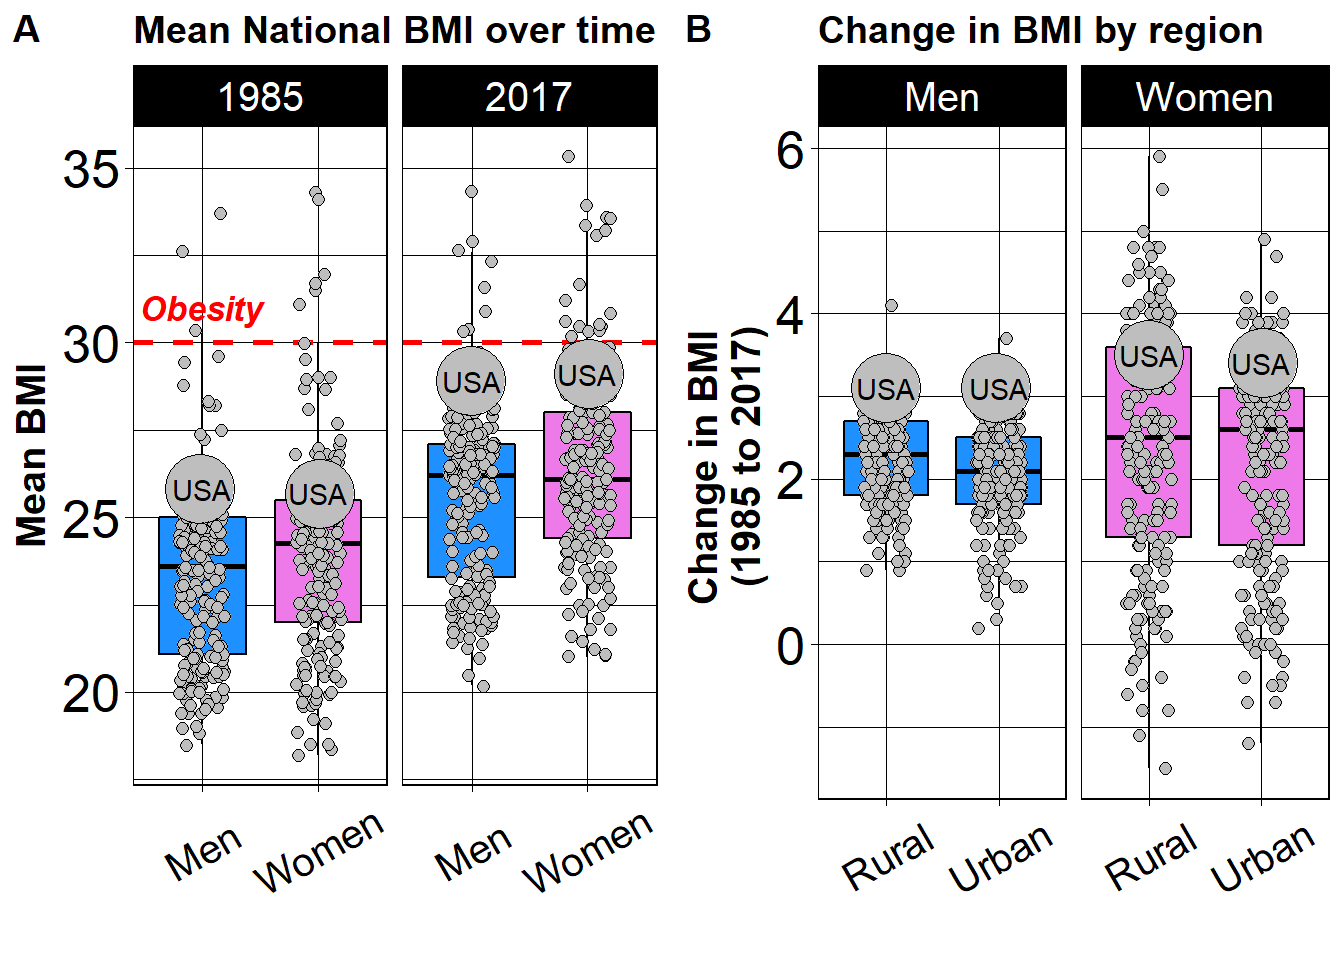 A
Mean National BMI over time
1985
2017
Mean BMI
35
30
25
20
Obesity
USA
USA
USA
USA
Men
Women
Men
Women
B
Change in BMI by region
Men
Women
Change in BMI
(1985 to 2017)
6
4
2
0
USA
USA
USA
USA
Rural
Urban
Rural
Urban